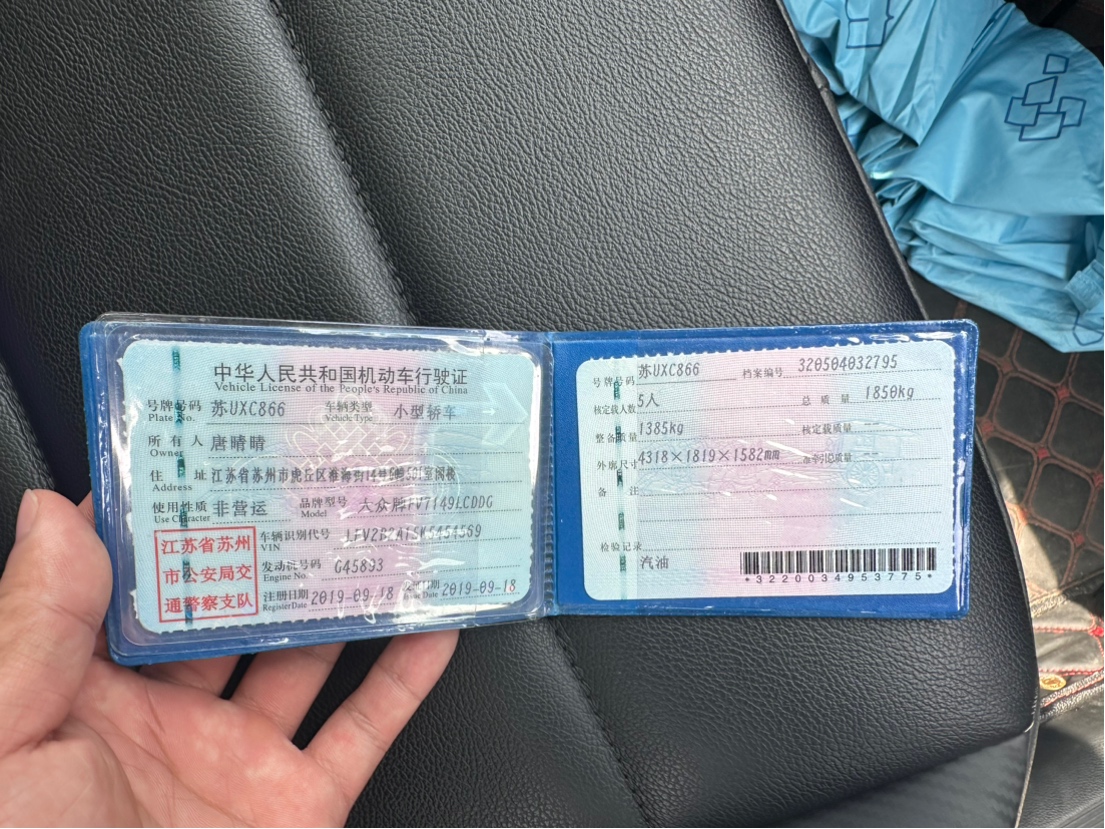 中华人民共和国机动车行驶证
Vehicle License of the People's Republic of China
号牌号码 苏UXC866 车辆类型 小型轿车
Plate No. Vehicle Type
所有人 唐晴晴
Owner
住址 江苏省苏州市虎丘区
Address
使用性质 非营运 品牌型号 大众牌FV7149LCDDG
Use Character Model
江苏省苏州
市公安局交
通警察支队
车辆识别代号
VIN
发动机号码 G45893
Engine No.
注册日期 2019-09-18 2019-09-18
Register Date Date
号牌号码 苏UXC866 档案编号 320504032795
核定载人数 5人 总质量 1850kg
整备质量 1385kg 核定载质量 --
外廓尺寸 4318×1819×1582mm --
备注
检验记录
汽油
*3220034953775*